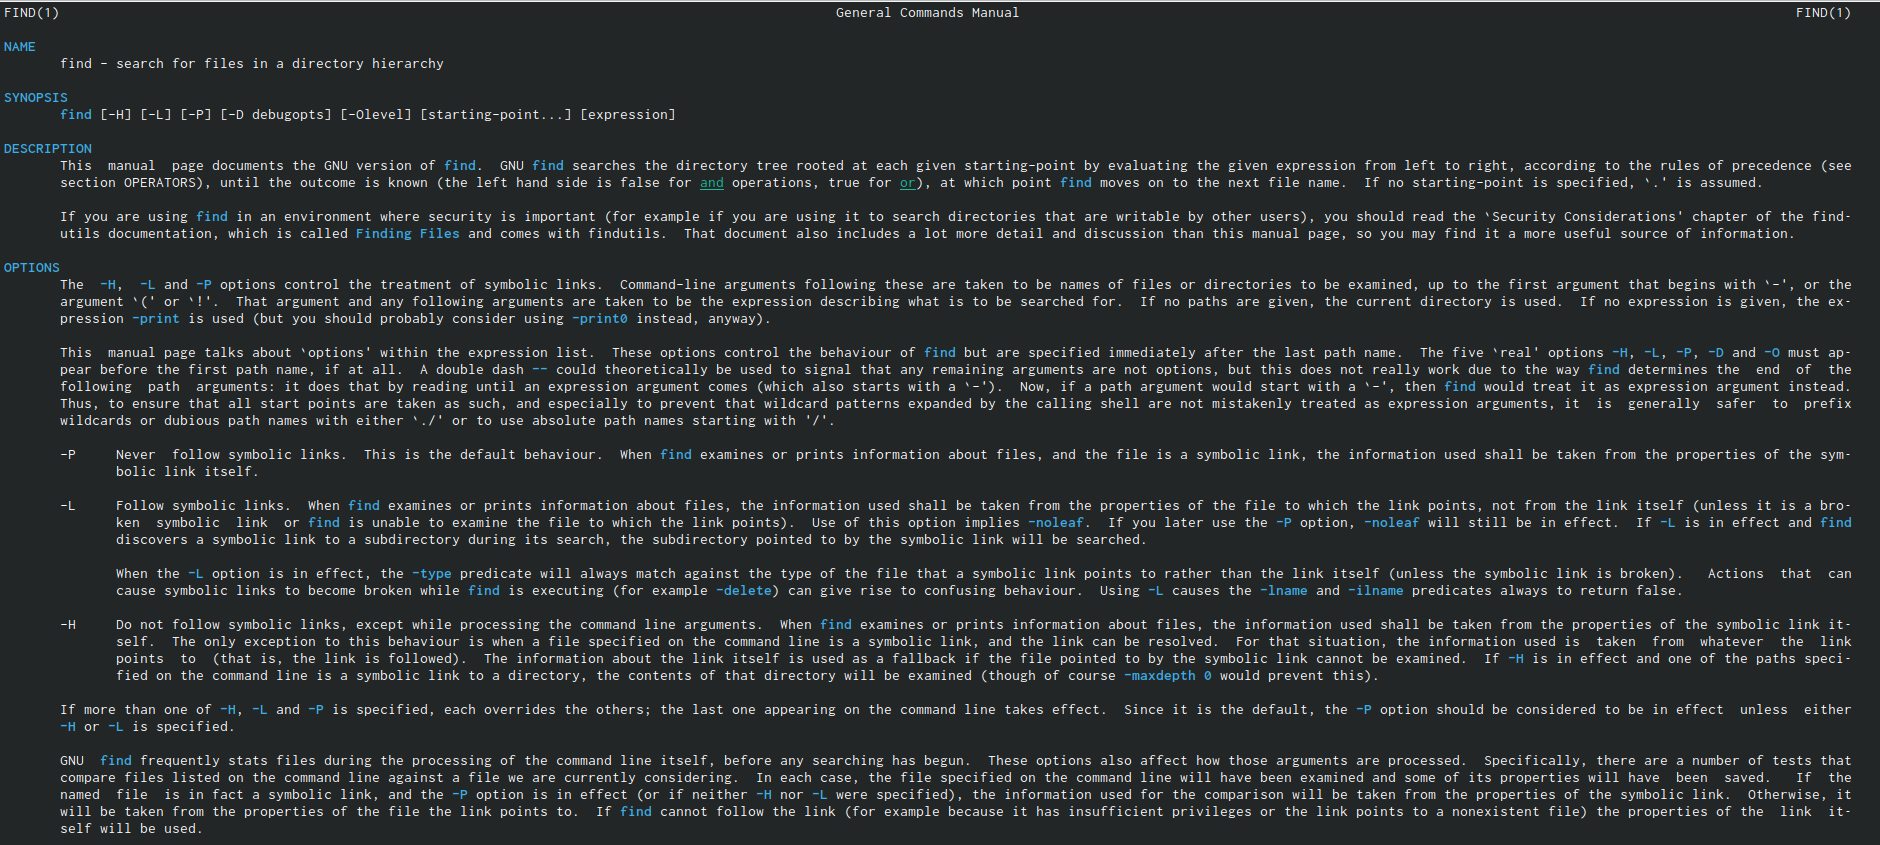 FIND(1) General Commands Manual FIND(1)
NAME
find - search for files in a directory hierarchy
SYNOPSIS
find [-H] [-L] [-P] [-D debugopts] [-Olevel] [starting-point...] [expression]
DESCRIPTION
This manual page documents the GNU version of find. GNU find searches the directory tree rooted at each given starting-point by evaluating the given expression from left to right, according to the rules of precedence (see
section OPERATORS), until the outcome is known (the left hand side is false for and operations, true for or), at which point find moves on to the next file name. If no starting-point is specified, `.' is assumed.
If you are using find in an environment where security is important (for example if you are using it to search directories that are writable by other users), you should read the `Security Considerations' chapter of the find-
utils documentation, which is called Finding Files and comes with findutils. That document also includes a lot more detail and discussion than this manual page, so you may find it a more useful source of information.
OPTIONS
The -H, -L and -P options control the treatment of symbolic links. Command-line arguments following these are taken to be names of files or directories to be examined, up to the first argument that begins with `-', or the
argument `(' or `!'. That argument and any following arguments are taken to be the expression describing what is to be searched for. If no paths are given, the current directory is used. If no expression is given, the ex-
pression -print is used (but you should probably consider using -print0 instead, anyway).
This manual page talks about `options' within the expression list. These options control the behaviour of find but are specified immediately after the last path name. The five `real' options -H, -L, -P, -D and -O must ap-
pear before the first path name, if at all. A double dash -- could theoretically be used to signal that any remaining arguments are not options, but this does not really work due to the way find determines the end of the
following path arguments: it does that by reading until an expression argument comes (which also starts with a `-'). Now, if a path argument would start with a `-', then find would treat it as expression argument instead.
Thus, to ensure that all start points are taken as such, and especially to prevent that wildcard patterns expanded by the calling shell are not mistakenly treated as expression arguments, it is generally safer to prefix
wildcards or dubious path names with either `./' or to use absolute path names starting with '/'.
-P Never follow symbolic links. This is the default behaviour. When find examines or prints information about files, and the file is a symbolic link, the information used shall be taken from the properties of the sym-
bolic link itself.
-L Follow symbolic links. When find examines or prints information about files, the information used shall be taken from the properties of the file to which the link points, not from the link itself (unless it is a bro-
ken symbolic link or find is unable to examine the file to which the link points). Use of this option implies -noleaf. If you later use the -P option, -noleaf will still be in effect. If -L is in effect and find
discovers a symbolic link to a subdirectory during its search, the subdirectory pointed to by the symbolic link will be searched.
When the -L option is in effect, the -type predicate will always match against the type of the file that a symbolic link points to rather than the link itself (unless the symbolic link is broken). Actions that can
cause symbolic links to become broken while find is executing (for example -delete) can give rise to confusing behaviour. Using -L causes the -lname and -ilname predicates always to return false.
-H Do not follow symbolic links, except while processing the command line arguments. When find examines or prints information about files, the information used shall be taken from the properties of the symbolic link it-
self. The only exception to this behaviour is when a file specified on the command line is a symbolic link, and the link can be resolved. For that situation, the information used is taken from whatever the link
points to (that is, the link is followed). The information about the link itself is used as a fallback if the file pointed to by the symbolic link cannot be examined. If -H is in effect and one of the paths speci-
fied on the command line is a symbolic link to a directory, the contents of that directory will be examined (though of course -maxdepth 0 would prevent this).
If more than one of -H, -L and -P is specified, each overrides the others; the last one appearing on the command line takes effect. Since it is the default, the -P option should be considered to be in effect unless either
-H or -L is specified.
GNU find frequently stats files during the processing of the command line itself, before any searching has begun. These options also affect how those arguments are processed. Specifically, there are a number of tests that
compare files listed on the command line against a file we are currently considering. In each case, the file specified on the command line will have been examined and some of its properties will have been saved. If the
named file is in fact a symbolic link, and the -P option is in effect (or if neither -H nor -L were specified), the information used for the comparison will be taken from the properties of the symbolic link. Otherwise, it
will be taken from the properties of the file the link points to. If find cannot follow the link (for example because it has insufficient privileges or the link points to a nonexistent file) the properties of the link it-
self will be used.